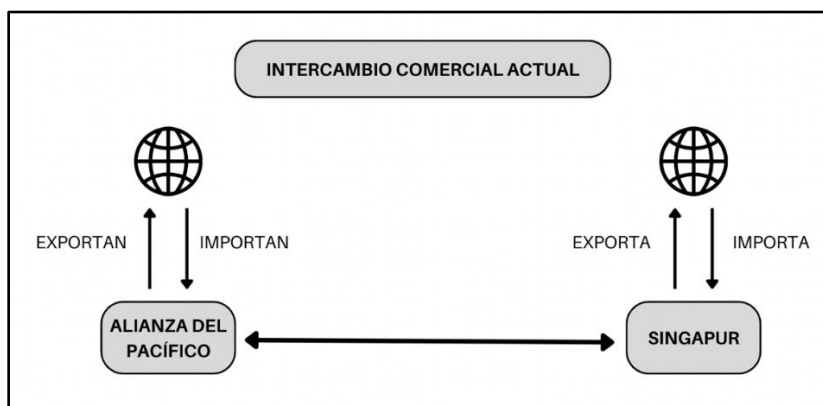 INTERCAMBIO COMERCIAL ACTUAL
EXPORTAN
IMPORTAN
EXPORTA
IMPORTA
ALIANZA DEL
PACÍFICO
SINGAPUR